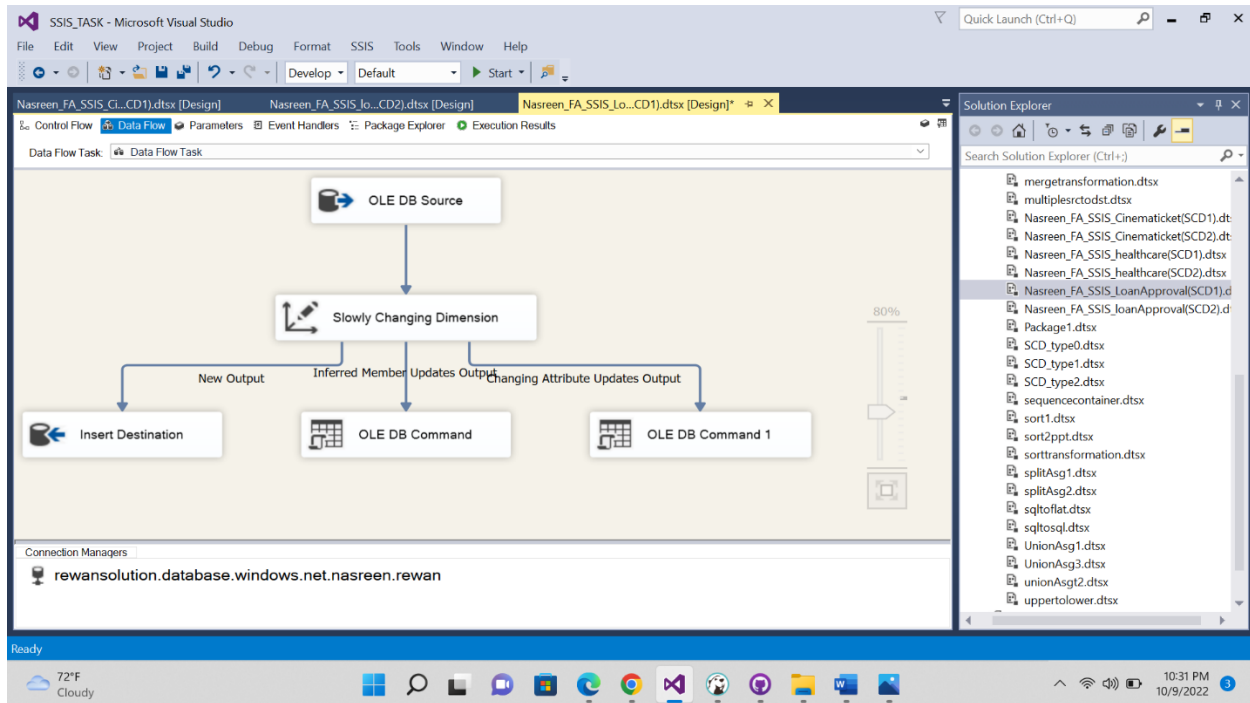 SSIS_TASK - Microsoft Visual Studio
Quick Launch (Ctrl+Q)
File Edit View Project Build Debug Format SSIS Tools Window Help
Develop Default Start
Nasreen_FA_SSIS_Ci...CD1).dtsx [Design] Nasreen_FA_SSIS_lo...CD2).dtsx [Design] Nasreen_FA_SSIS_Lo...CD1).dtsx [Design]*
Control Flow Data Flow Parameters Event Handlers Package Explorer Execution Results
Data Flow Task: Data Flow Task
OLE DB Source
Slowly Changing Dimension
80%
New Output
Inferred Member Updates Output
Changing Attribute Updates Output
Insert Destination
OLE DB Command
OLE DB Command 1
Connection Managers
rewansolution.database.windows.net.nasreen.rewan
Solution Explorer
Search Solution Explorer (Ctrl+;)
mergetransformation.dtsx
multiplesrctodst.dtsx
Nasreen_FA_SSIS_Cinematicket(SCD1).dt
Nasreen_FA_SSIS_Cinematicket(SCD2).dt
Nasreen_FA_SSIS_healthcare(SCD1).dtsx
Nasreen_FA_SSIS_healthcare(SCD2).dtsx
Nasreen_FA_SSIS_LoanApproval(SCD1).d
Nasreen_FA_SSIS_loanApproval(SCD2).d
Package1.dtsx
SCD_type0.dtsx
SCD_type1.dtsx
SCD_type2.dtsx
sequencecontainer.dtsx
sort1.dtsx
sort2ppt.dtsx
sorttransformation.dtsx
splitAsg1.dtsx
splitAsg2.dtsx
sqltoflat.dtsx
sqltosql.dtsx
UnionAsg1.dtsx
UnionAsg3.dtsx
unionAsgt2.dtsx
uppertolower.dtsx
Ready
72°F
Cloudy
10:31 PM
10/9/2022
3